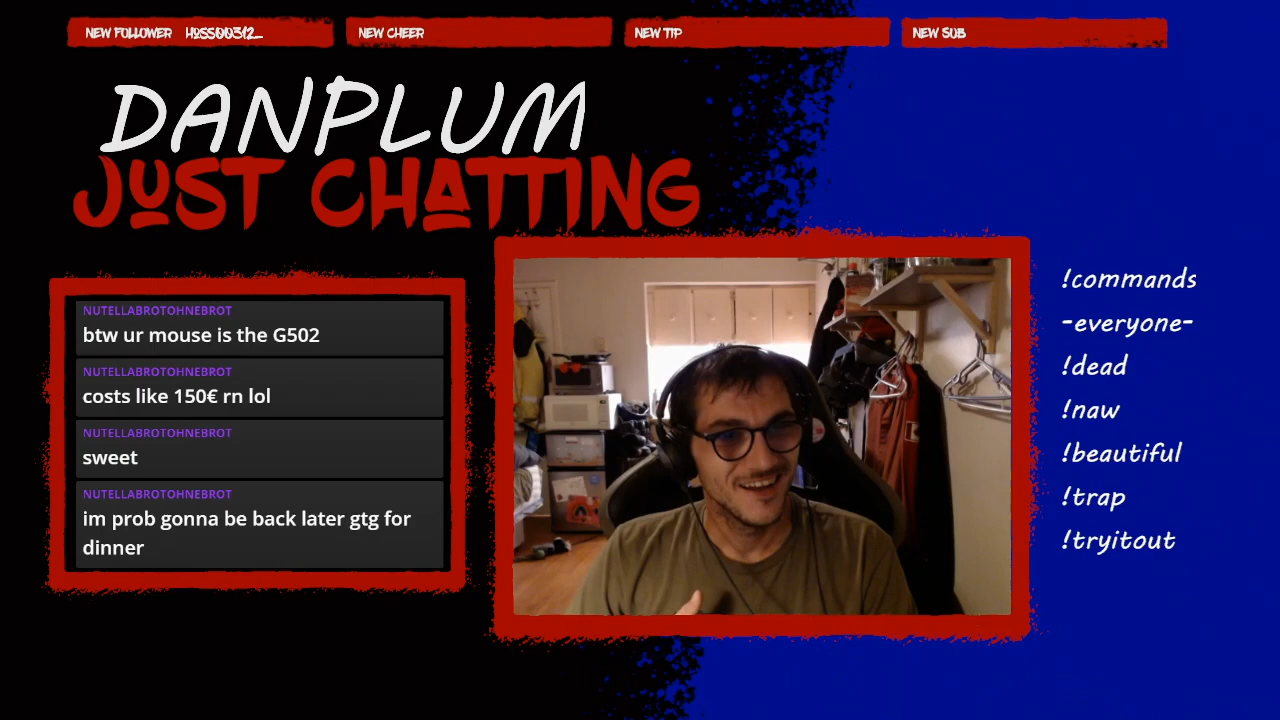 NEW FOLLOWER HOSS00312_
NEW CHEER
NEW TIP
NEW SUB
DANPLUM
JUST CHATTING
NUTELLABROTOHNEBROT
btw ur mouse is the G502
NUTELLABROTOHNEBROT
costs like 150€ rn lol
NUTELLABROTOHNEBROT
sweet
NUTELLABROTOHNEBROT
im prob gonna be back later gtg for
dinner
!commands
-everyone-
!dead
!naw
!beautiful
!trap
!tryitout